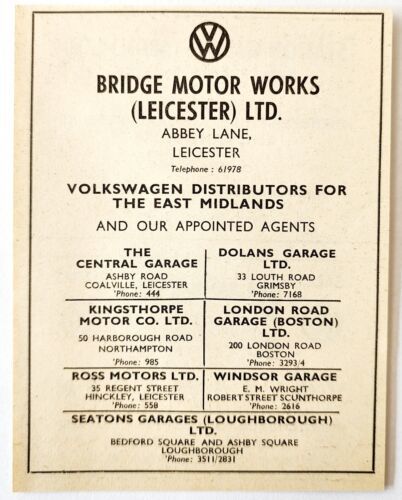 VW
BRIDGE MOTOR WORKS
(LEICESTER) LTD.
ABBEY LANE,
LEICESTER
Telephone : 61978
VOLKSWAGEN DISTRIBUTORS FOR
THE EAST MIDLANDS
AND OUR APPOINTED AGENTS
THE
CENTRAL GARAGE
ASHBY ROAD
COALVILLE, LEICESTER
'Phone: 444
DOLANS GARAGE
LTD.
33 LOUTH ROAD
GRIMSBY
'Phone: 7168
KINGSTHORPE
MOTOR CO. LTD.
50 HARBOROUGH ROAD
NORTHAMPTON
'Phone: 985
LONDON ROAD
GARAGE (BOSTON)
LTD.
200 LONDON ROAD
BOSTON
'Phone: 3293/4
ROSS MOTORS LTD.
35 REGENT STREET
HINCKLEY, LEICESTER
'Phone: 558
WINDSOR GARAGE
E. M. WRIGHT
ROBERT STREET SCUNTHORPE
'Phone: 2616
SEATONS GARAGES (LOUGHBOROUGH)
LTD.
BEDFORD SQUARE AND ASHBY SQUARE
LOUGHBOROUGH
'Phone: 3511/2831